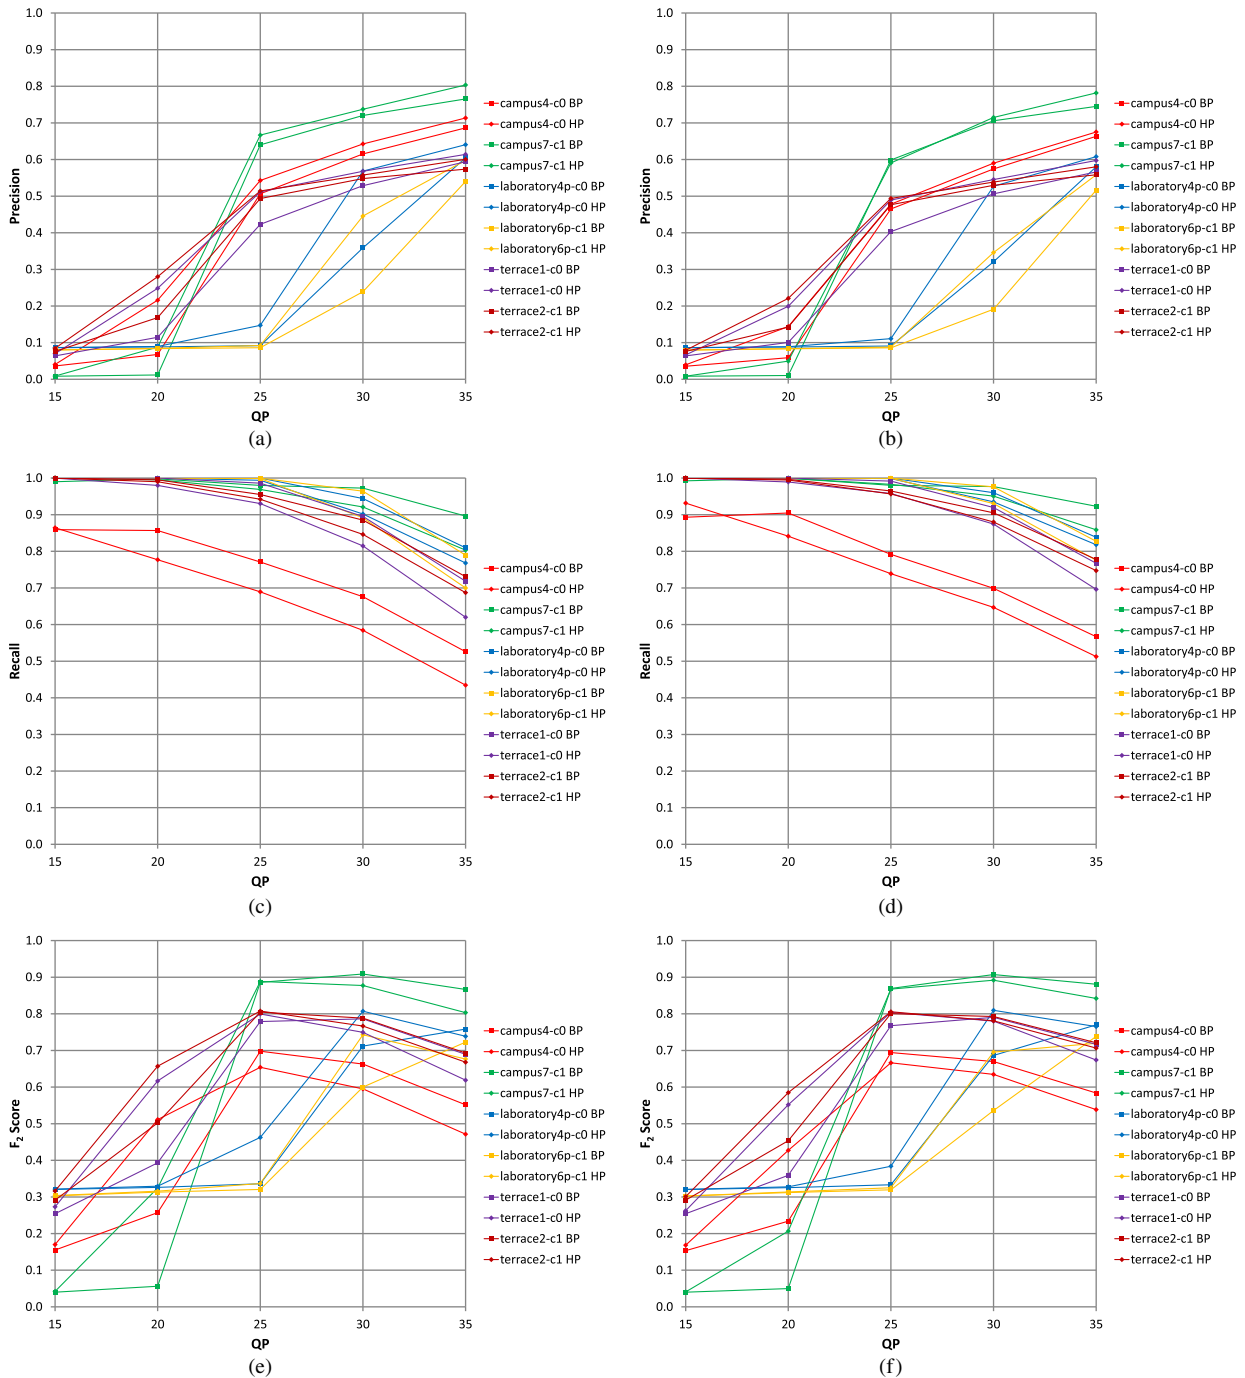 1.0
0.9
0.8
0.7
0.6
0.5
0.4
0.3
0.2
0.1
0.0
Precision
15 20 25 30 35
QP
campus4-c0 BP
campus4-c0 HP
campus7-c1 BP
campus7-c1 HP
laboratory4p-c0 BP
laboratory4p-c0 HP
laboratory6p-c1 BP
laboratory6p-c1 HP
terrace1-c0 BP
terrace1-c0 HP
terrace2-c1 BP
terrace2-c1 HP
(a)
1.0
0.9
0.8
0.7
0.6
0.5
0.4
0.3
0.2
0.1
0.0
Precision
15 20 25 30 35
QP
campus4-c0 BP
campus4-c0 HP
campus7-c1 BP
campus7-c1 HP
laboratory4p-c0 BP
laboratory4p-c0 HP
laboratory6p-c1 BP
laboratory6p-c1 HP
terrace1-c0 BP
terrace1-c0 HP
terrace2-c1 BP
terrace2-c1 HP
(b)
1.0
0.9
0.8
0.7
0.6
0.5
0.4
0.3
0.2
0.1
0.0
Recall
15 20 25 30 35
QP
campus4-c0 BP
campus4-c0 HP
campus7-c1 BP
campus7-c1 HP
laboratory4p-c0 BP
laboratory4p-c0 HP
laboratory6p-c1 BP
laboratory6p-c1 HP
terrace1-c0 BP
terrace1-c0 HP
terrace2-c1 BP
terrace2-c1 HP
(c)
1.0
0.9
0.8
0.7
0.6
0.5
0.4
0.3
0.2
0.1
0.0
Recall
15 20 25 30 35
QP
campus4-c0 BP
campus4-c0 HP
campus7-c1 BP
campus7-c1 HP
laboratory4p-c0 BP
laboratory4p-c0 HP
laboratory6p-c1 BP
laboratory6p-c1 HP
terrace1-c0 BP
terrace1-c0 HP
terrace2-c1 BP
terrace2-c1 HP
(d)
1.0
0.9
0.8
0.7
0.6
0.5
0.4
0.3
0.2
0.1
0.0
F₂ Score
15 20 25 30 35
QP
campus4-c0 BP
campus4-c0 HP
campus7-c1 BP
campus7-c1 HP
laboratory4p-c0 BP
laboratory4p-c0 HP
laboratory6p-c1 BP
laboratory6p-c1 HP
terrace1-c0 BP
terrace1-c0 HP
terrace2-c1 BP
terrace2-c1 HP
(e)
1.0
0.9
0.8
0.7
0.6
0.5
0.4
0.3
0.2
0.1
0.0
F₂ Score
15 20 25 30 35
QP
campus4-c0 BP
campus4-c0 HP
campus7-c1 BP
campus7-c1 HP
laboratory4p-c0 BP
laboratory4p-c0 HP
laboratory6p-c1 BP
laboratory6p-c1 HP
terrace1-c0 BP
terrace1-c0 HP
terrace2-c1 BP
terrace2-c1 HP
(f)